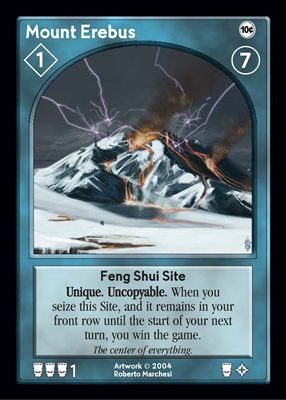 Mount Erebus
10¢
1
7
Feng Shui Site
Unique. Uncopyable. When you
seize this Site, and it remains in your
front row until the start of your next
turn, you win the game.
The center of everything.
1
Artwork © 2004
Roberto Marchesi